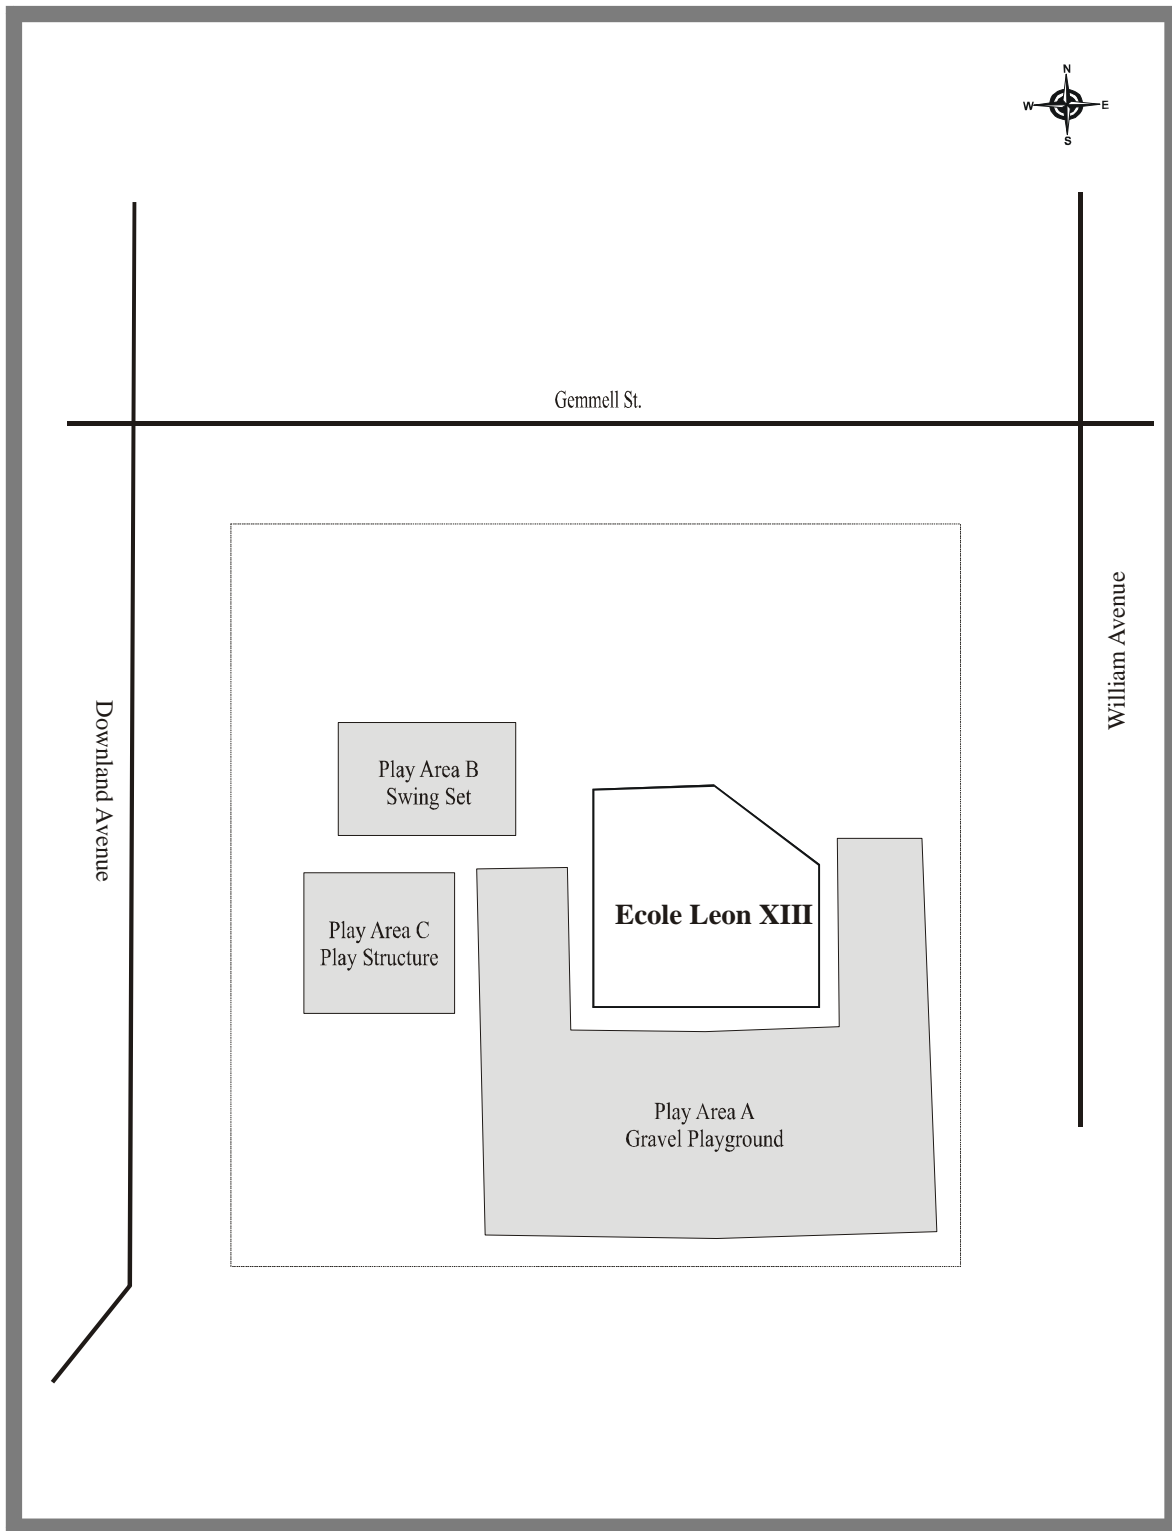 N
W E
S
Gemmell St.
William Avenue
Downland Avenue
Play Area B
Swing Set
Ecole Leon XIII
Play Area C
Play Structure
Play Area A
Gravel Playground